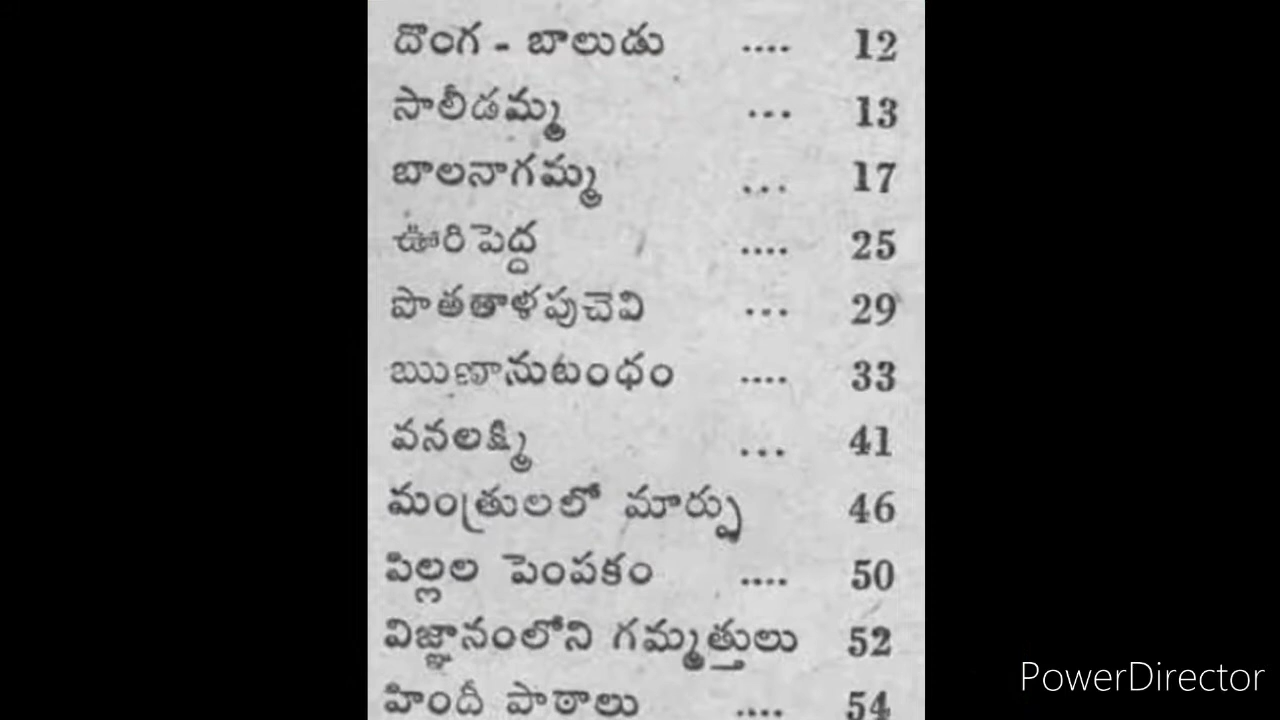 దొంగ - బాలుడు .... 12
సాలీడమ్మ ... 13
బాలనాగమ్మ ... 17
ఊరిపెద్ద .... 25
పొతతాళపుచెవి ... 29
ఋణానుటంధం .... 33
వనలక్ష్మి ... 41
మంత్రులలో మార్పు 46
పిల్లల పెంపకం .... 50
విజ్ఞానంలోని గమ్మత్తులు 52
హిందీ పాఠాలు .... 54
PowerDirector